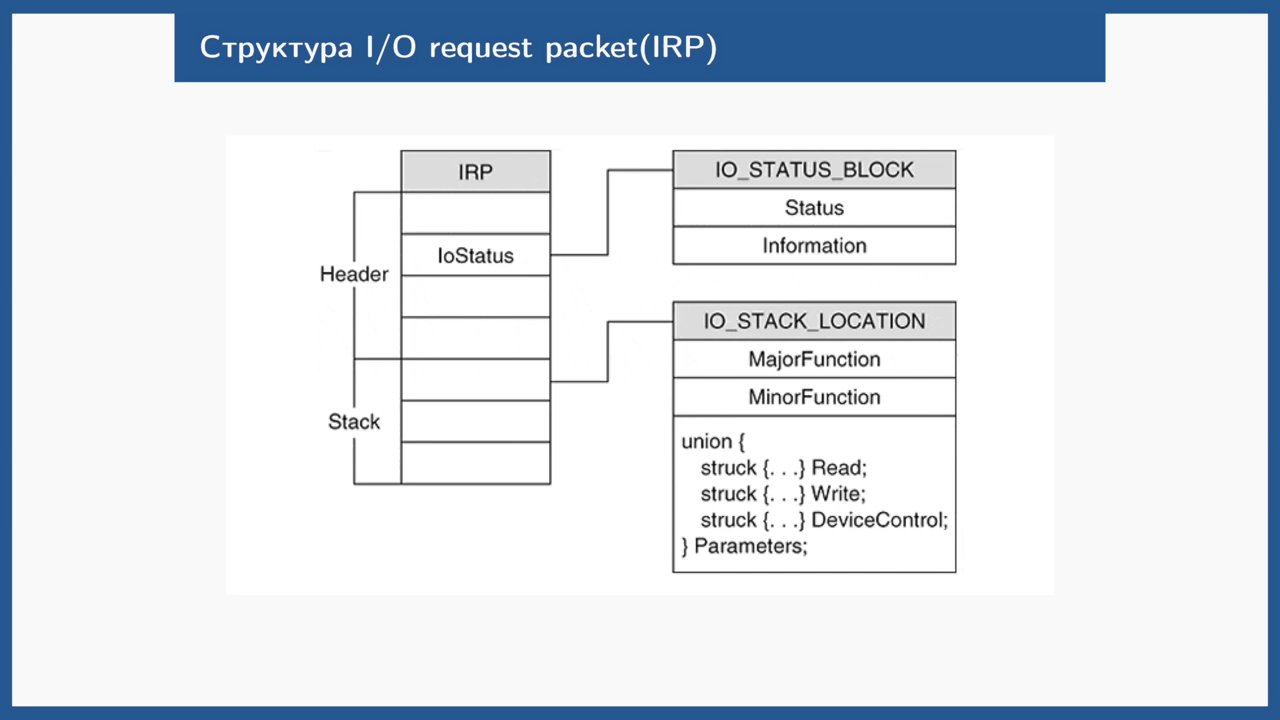 Структура I/O request packet(IRP)
IRP
IoStatus
Header
Stack
IO_STATUS_BLOCK
Status
Information
IO_STACK_LOCATION
MajorFunction
MinorFunction
union {
struck {. . .} Read;
struck {. . .} Write;
struck {. . .} DeviceControl;
} Parameters;